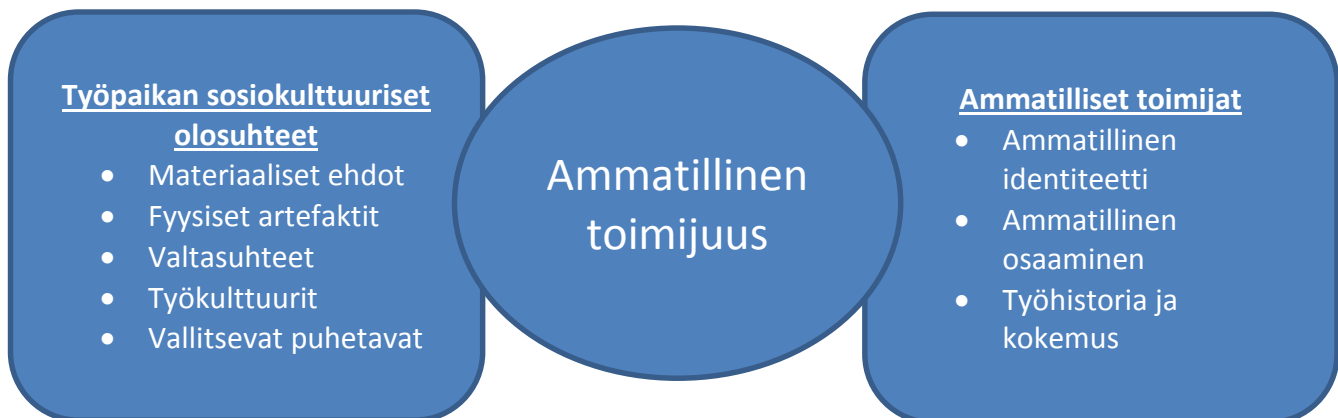 Työpaikan sosiokulttuuriset
olosuhteet
• Materiaaliset ehdot
• Fyysiset artefaktit
• Valtasuhteet
• Työkulttuurit
• Vallitsevat puhetavat
Ammatillinen
toimijuus
Ammatilliset toimijat
• Ammatillinen
identiteetti
• Ammatillinen
osaaminen
• Työhistoria ja
kokemus